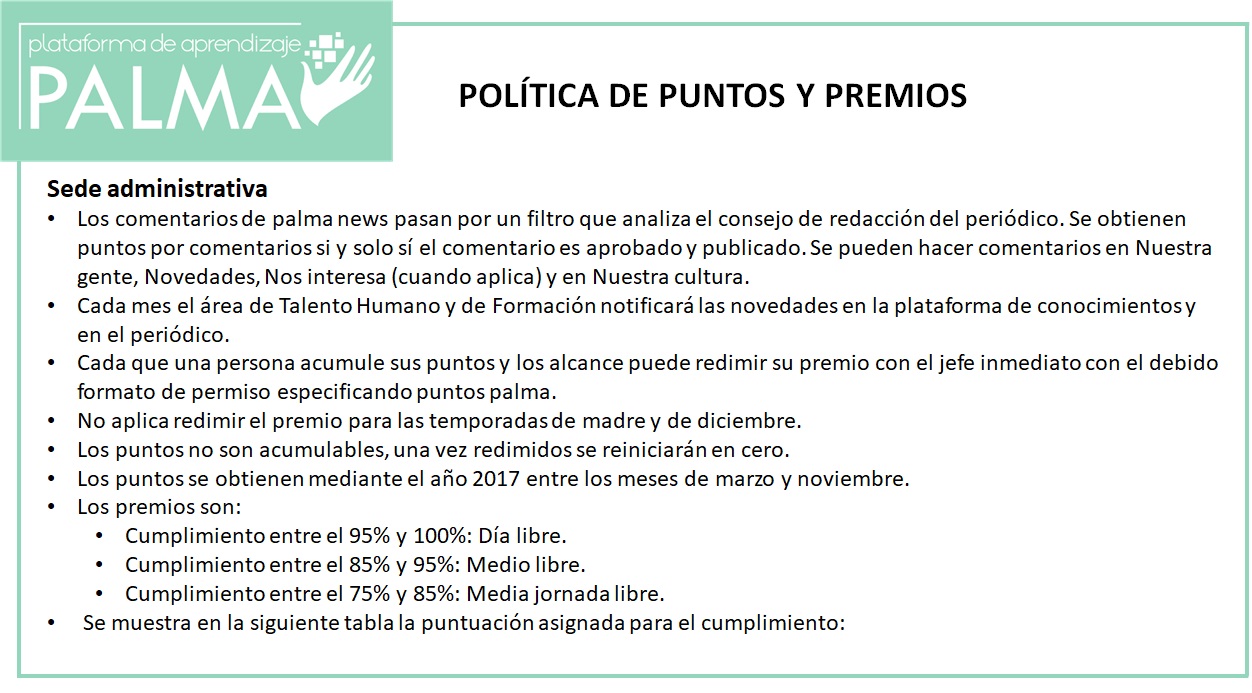 plataforma de aprendizaje
PALMA
POLÍTICA DE PUNTOS Y PREMIOS
Sede administrativa
• Los comentarios de palma news pasan por un filtro que analiza el consejo de redacción del periódico. Se obtienen
puntos por comentarios si y solo sí el comentario es aprobado y publicado. Se pueden hacer comentarios en Nuestra
gente, Novedades, Nos interesa (cuando aplica) y en Nuestra cultura.
• Cada mes el área de Talento Humano y de Formación notificará las novedades en la plataforma de conocimientos y
en el periódico.
• Cada que una persona acumule sus puntos y los alcance puede redimir su premio con el jefe inmediato con el debido
formato de permiso especificando puntos palma.
• No aplica redimir el premio para las temporadas de madre y de diciembre.
• Los puntos no son acumulables, una vez redimidos se reiniciarán en cero.
• Los puntos se obtienen mediante el año 2017 entre los meses de marzo y noviembre.
• Los premios son:
• Cumplimiento entre el 95% y 100%: Día libre.
• Cumplimiento entre el 85% y 95%: Medio libre.
• Cumplimiento entre el 75% y 85%: Media jornada libre.
• Se muestra en la siguiente tabla la puntuación asignada para el cumplimiento: